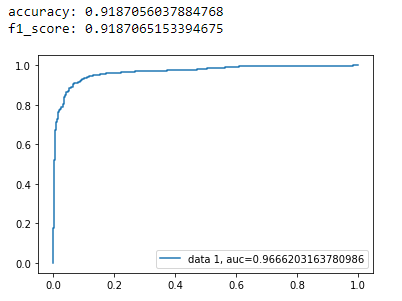 accuracy: 0.9187056037884768
f1_score: 0.9187065153394675
1.0
0.8
0.6
0.4
0.2
0.0
data 1, auc=0.9666203163780986
0.0 0.2 0.4 0.6 0.8 1.0